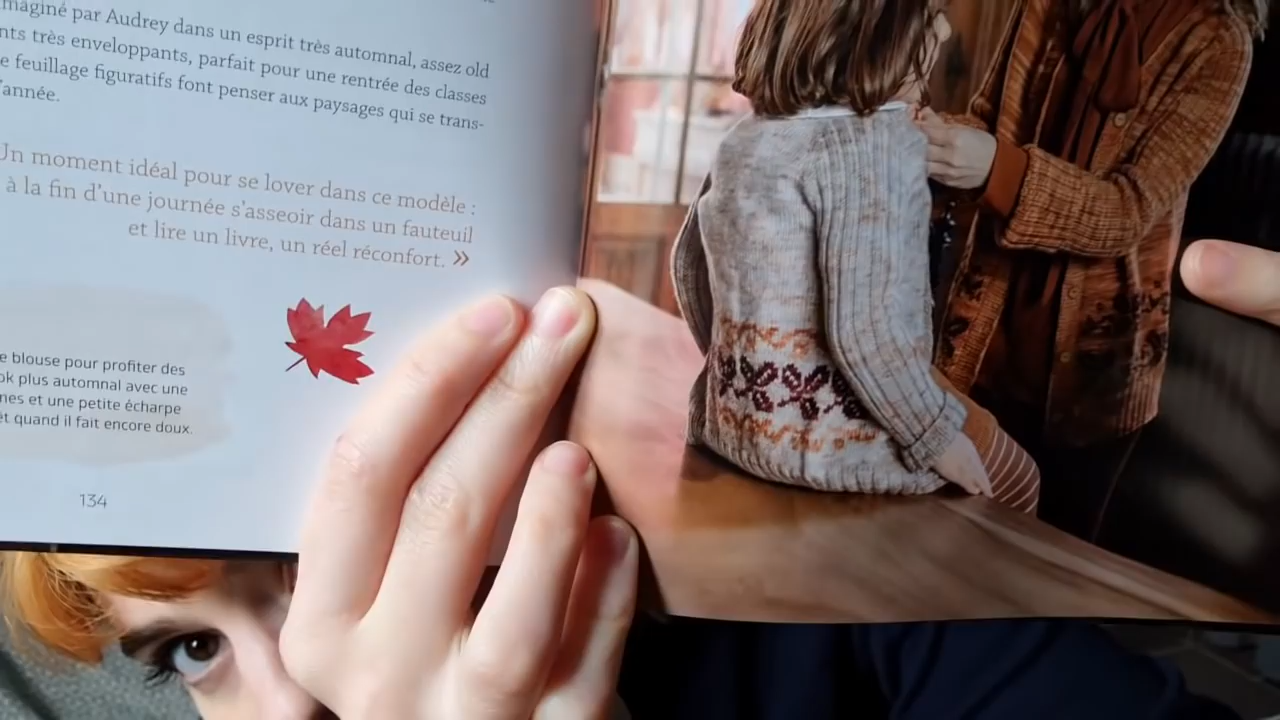 maginé par Audrey dans un esprit très automnal, assez old
nts très enveloppants, parfait pour une rentrée des classes
e feuillage figuratifs font penser aux paysages qui se trans-
'année.
Un moment idéal pour se lover dans ce modèle :
à la fin d'une journée s'asseoir dans un fauteuil
et lire un livre, un réel réconfort. »
e blouse pour profiter des
ok plus automnal avec une
nes et une petite écharpe
êt quand il fait encore doux.
134